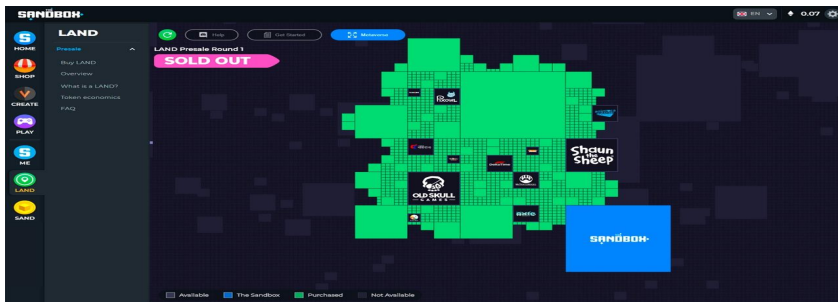 SANDBOX
EN
0.07
HOME
SHOP
CREATE
PLAY
ME
LAND
SAND
LAND
Presale
Buy LAND
Overview
What is a LAND?
Token economics
FAQ
Help
Get Started
Metaverse
LAND Presale Round 1
SOLD OUT
Shaun
the
Sheep
OLD SKULL
GAMES
SANDBOX
Available
The Sandbox
Purchased
Not Available